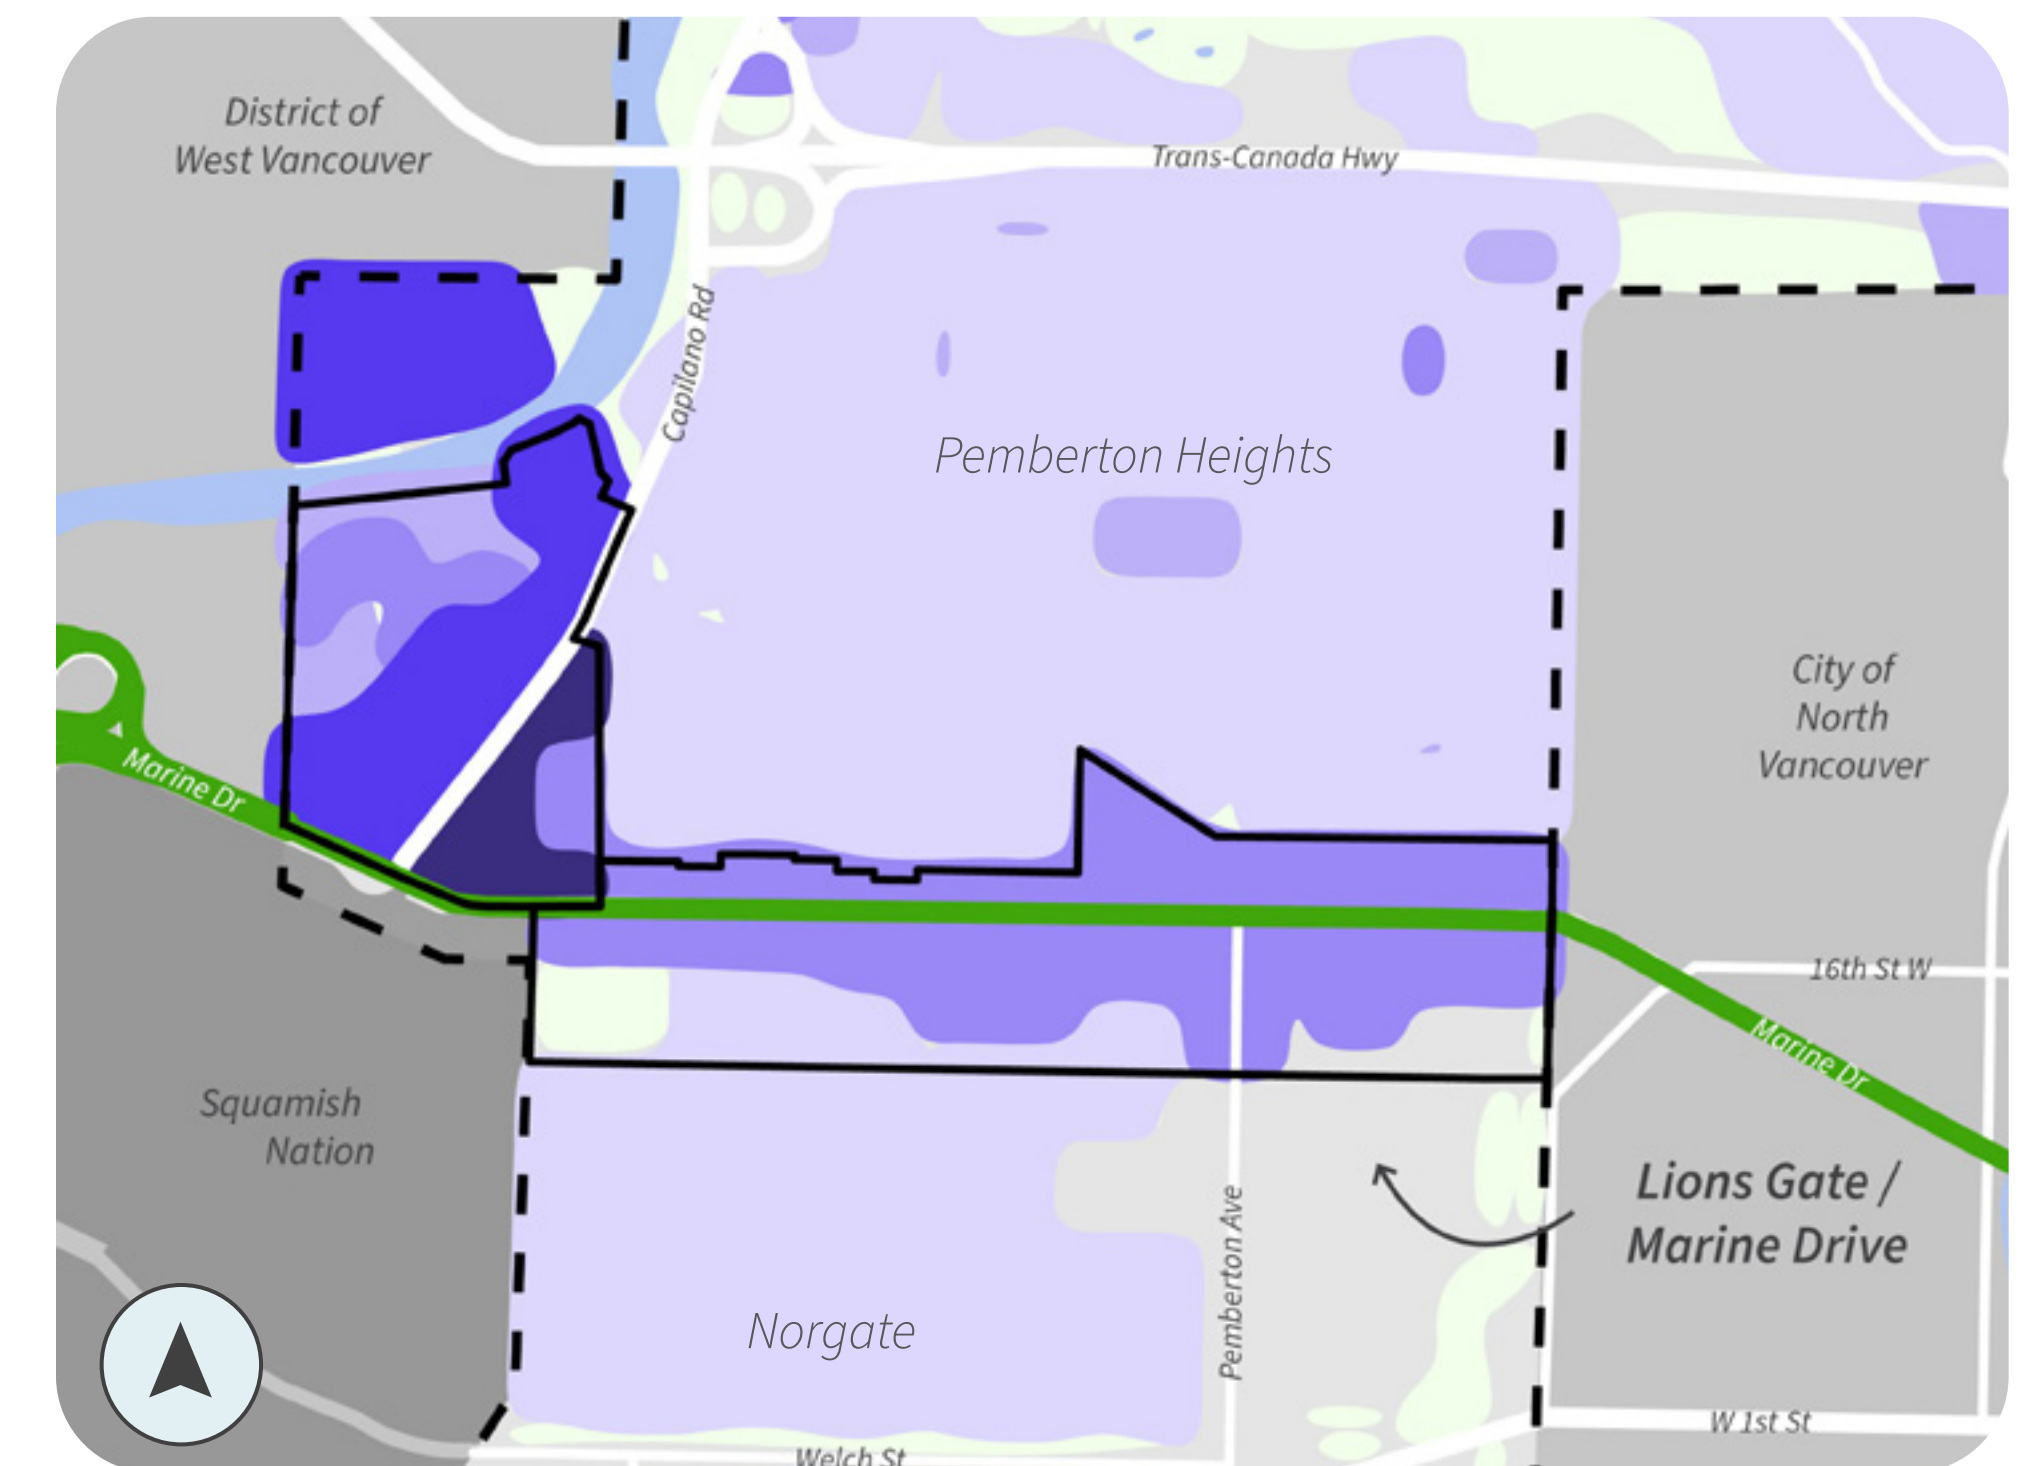 District of
West Vancouver
Trans-Canada Hwy
Capilano Rd
Pemberton Heights
City of
North
Vancouver
Marine Dr
16th St W
Marine Dr
Squamish
Nation
Lions Gate /
Marine Drive
Pemberton Ave
Norgate
W 1st St
Welch St